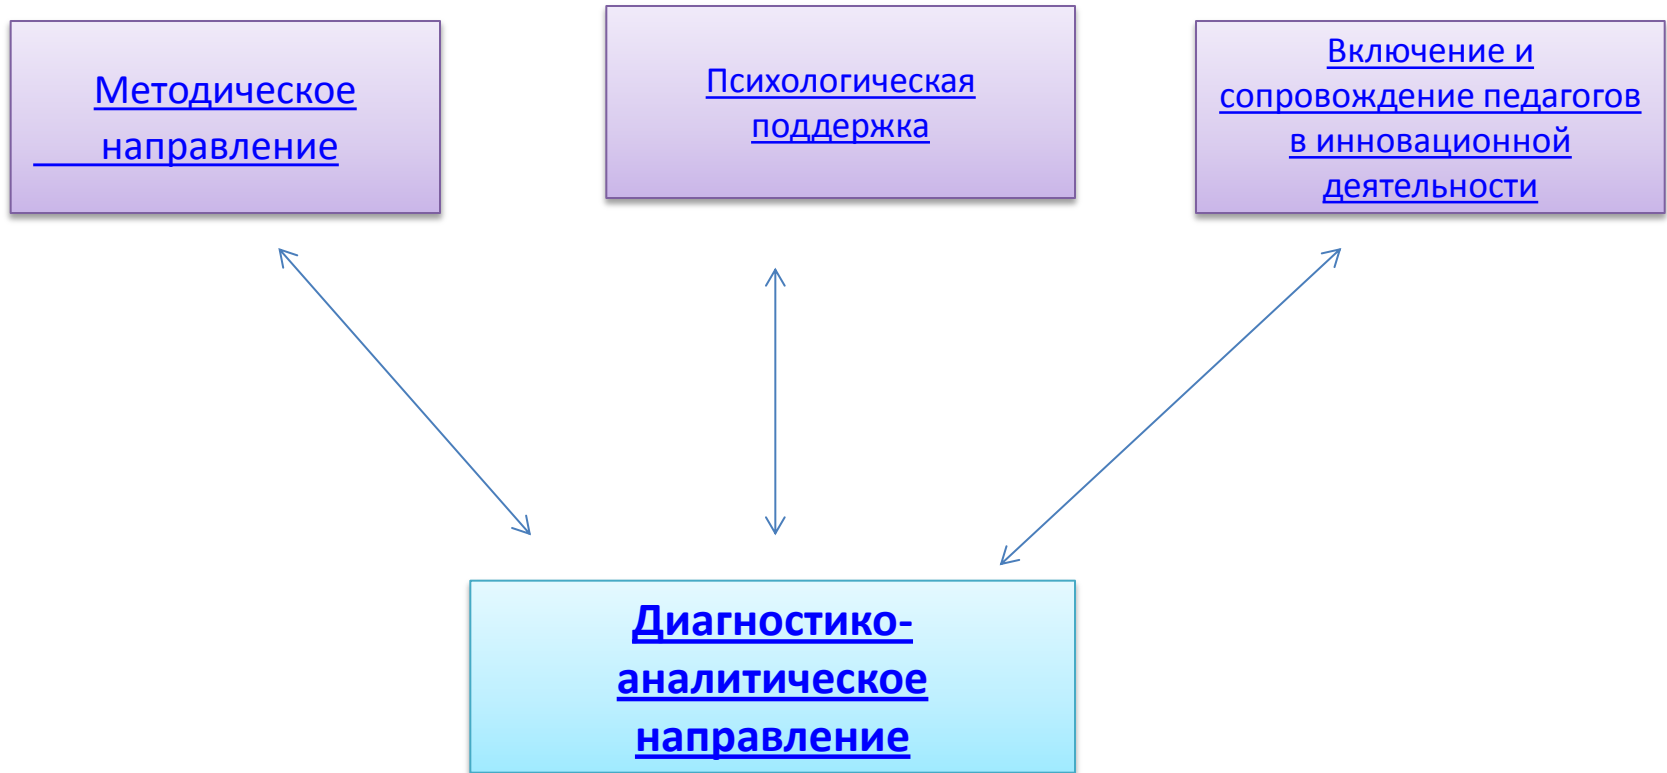 Методическое
направление
Психологическая
поддержка
Включение и
сопровождение педагогов
в инновационной
деятельности
Диагностико-
аналитическое
направление